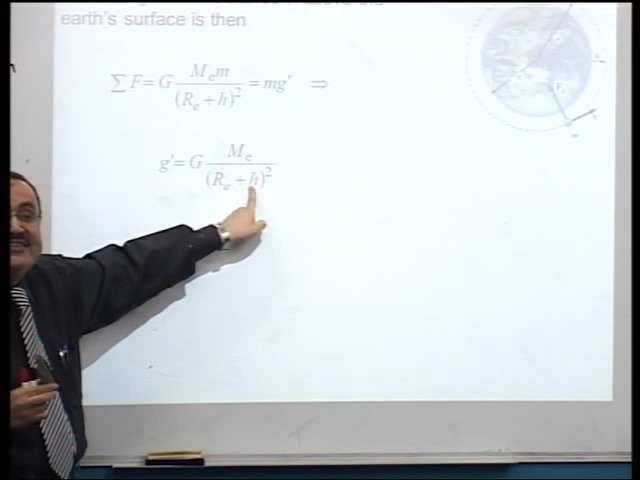 earth's surface is then
∑ F = G M_e m / (R_e + h)² = mg' ⇒
g' = G M_e / (R_e + h)²